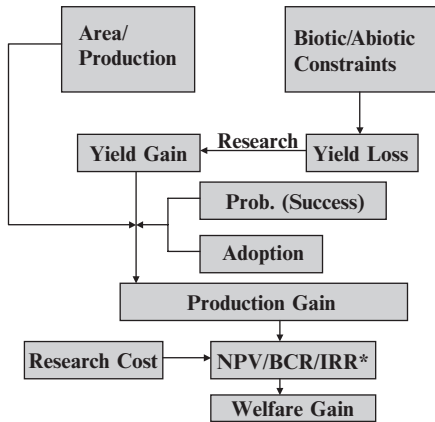 Area/
Production
Biotic/Abiotic
Constraints
Yield Gain
Research
Yield Loss
Prob. (Success)
Adoption
Production Gain
Research Cost
NPV/BCR/IRR*
Welfare Gain